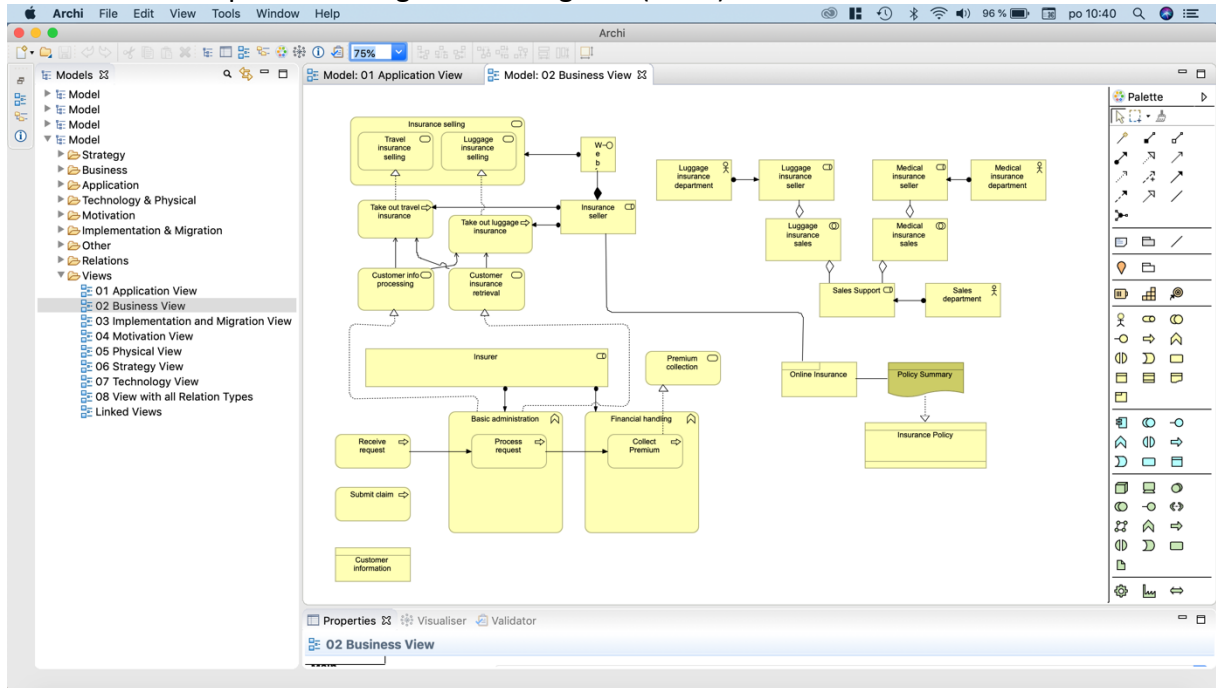 Archi File Edit View Tools Window Help 96 % po 10:40
Archi
75%
Models
Model
Model
Model
Model
Strategy
Business
Application
Technology & Physical
Motivation
Implementation & Migration
Other
Relations
Views
01 Application View
02 Business View
03 Implementation and Migration View
04 Motivation View
05 Physical View
06 Strategy View
07 Technology View
08 View with all Relation Types
Linked Views
Model: 01 Application View
Model: 02 Business View
Insurance selling
Travel
insurance
selling
Luggage
insurance
selling
W
e
b
Take out travel
insurance
Take out luggage
insurance
Insurance
seller
Customer info
processing
Customer
insurance
retrieval
Luggage
insurance
department
Luggage
insurance
seller
Medical
insurance
seller
Medical
insurance
department
Luggage
insurance
sales
Medical
insurance
sales
Sales Support
Sales
department
Insurer
Premium
collection
Online Insurance
Policy Summary
Insurance Policy
Basic administration
Financial handling
Receive
request
Process
request
Collect
Premium
Submit claim
Customer
information
Palette
Properties
Visualiser
Validator
02 Business View